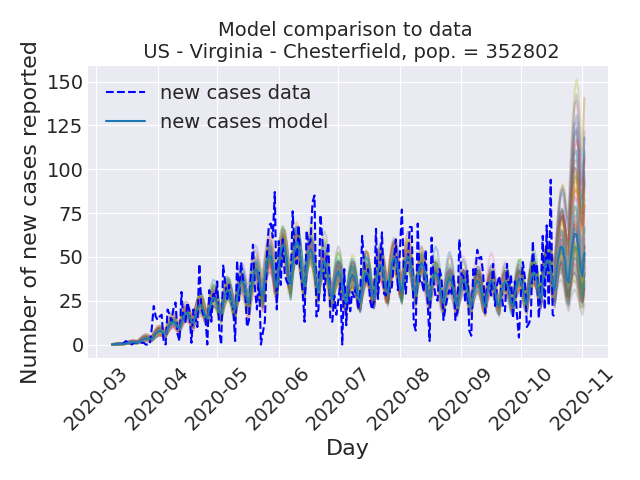 Model comparison to data
US - Virginia - Chesterfield, pop. = 352802
Number of new cases reported
150
125
100
75
50
25
0
new cases data
new cases model
2020-03
2020-04
2020-05
2020-06
2020-07
2020-08
2020-09
2020-10
2020-11
Day